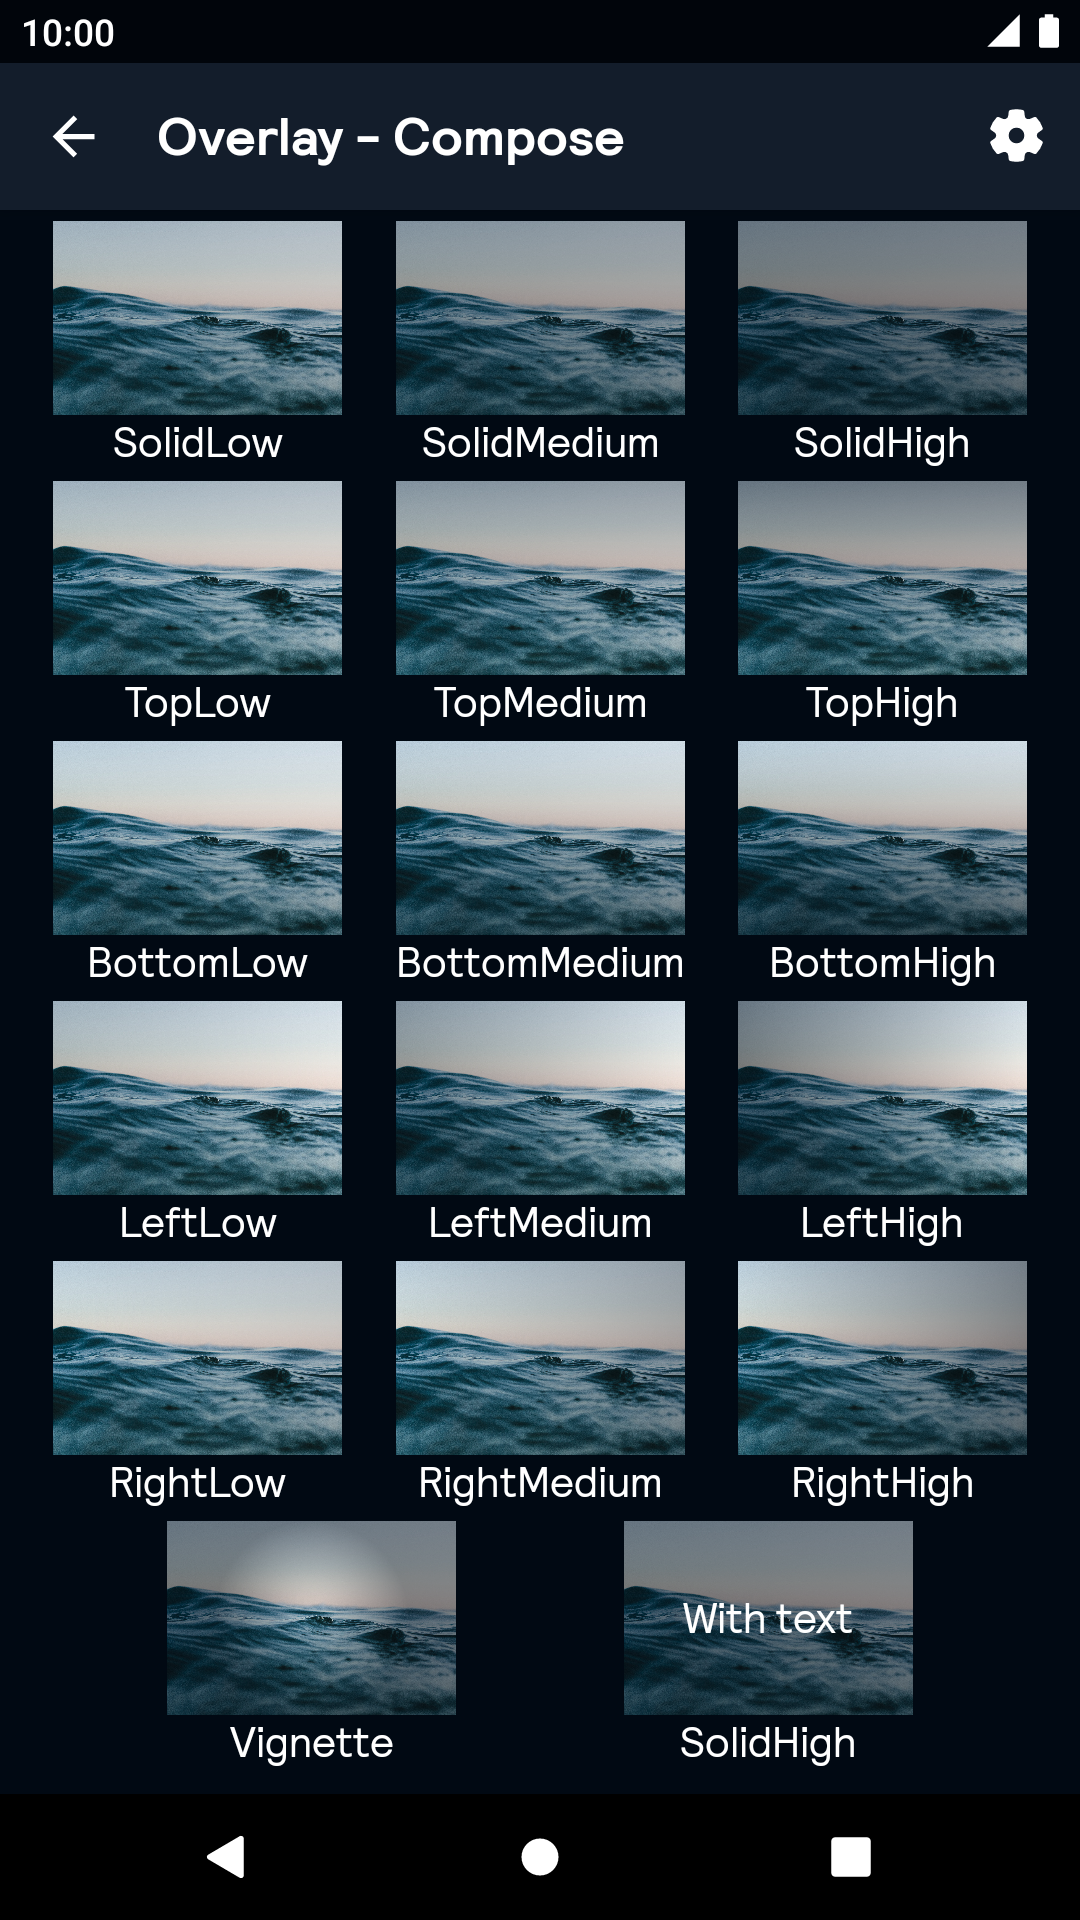 10:00
Overlay - Compose
SolidLow
SolidMedium
SolidHigh
TopLow
TopMedium
TopHigh
BottomLow
BottomMedium
BottomHigh
LeftLow
LeftMedium
LeftHigh
RightLow
RightMedium
RightHigh
With text
Vignette
SolidHigh